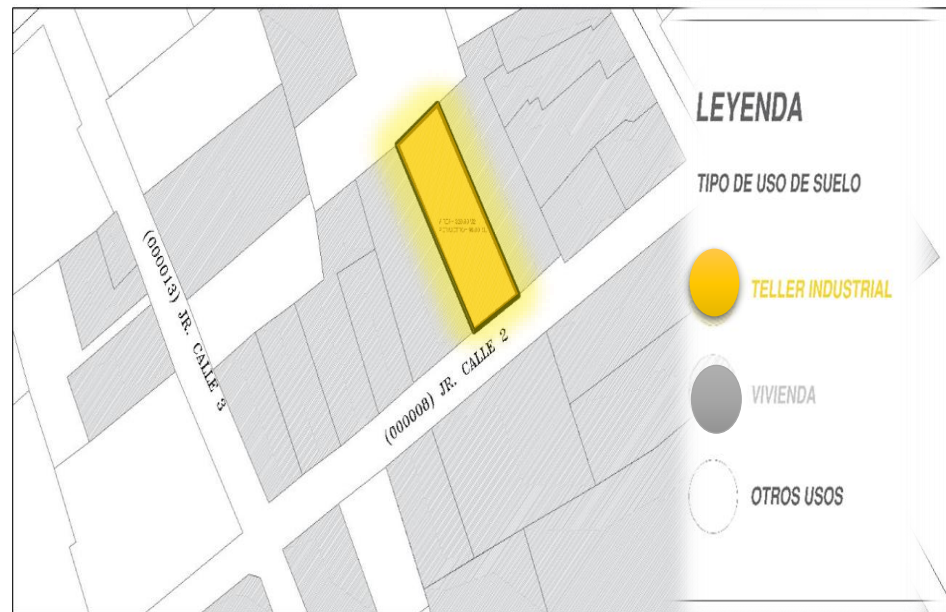 LEYENDA
TIPO DE USO DE SUELO
TELLER INDUSTRIAL
VIVIENDA
OTROS USOS
(000013) JR. CALLE 3
(000008) JR. CALLE 2